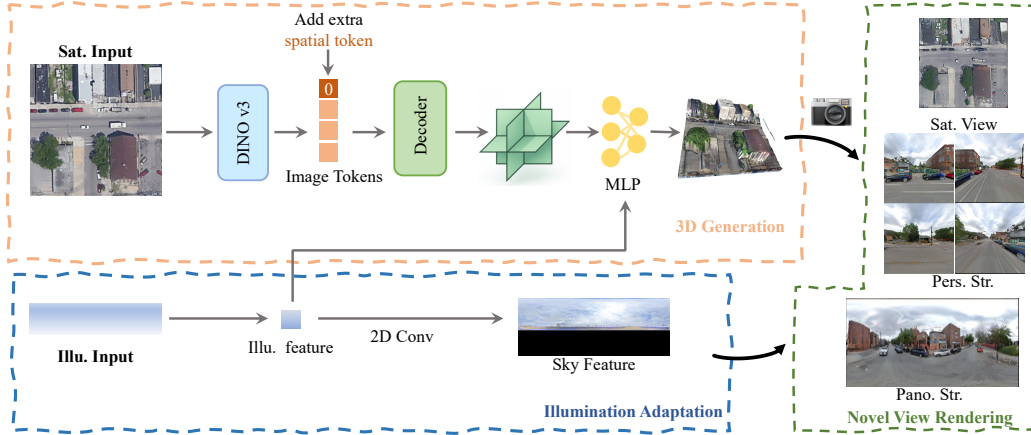 Add extra
spatial token
Sat. Input
0
DINO v3
Decoder
Image Tokens
MLP
3D Generation
Sat. View
Pers. Str.
Illu. Input
Illu. feature
2D Conv
Sky Feature
Illumination Adaptation
Pano. Str.
Novel View Rendering